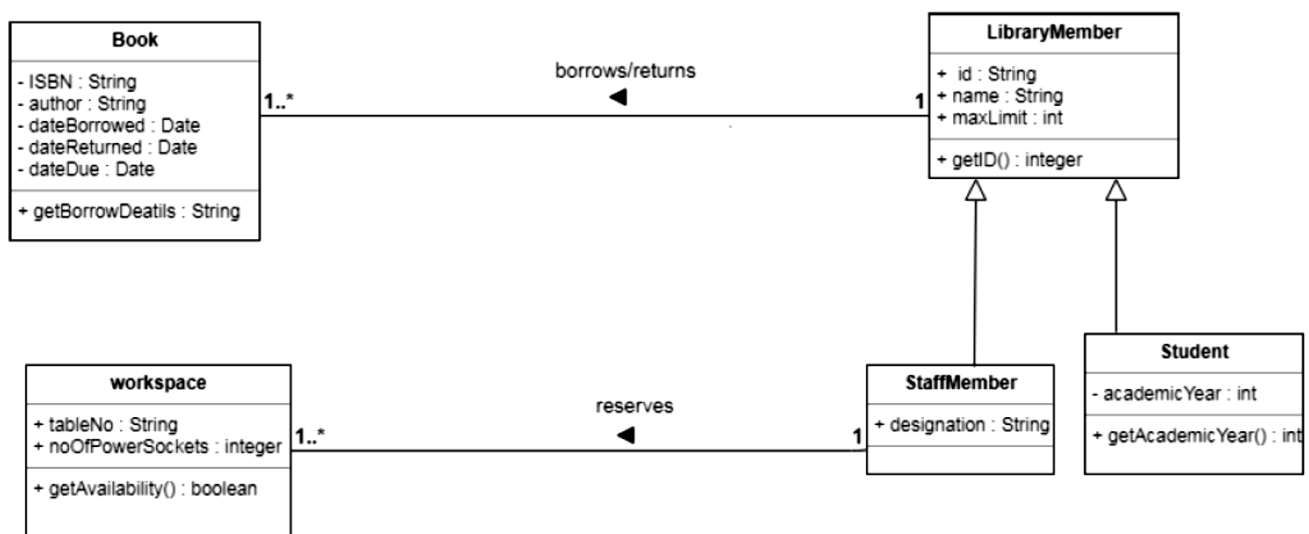 Book
- ISBN : String
- author : String
- dateBorrowed : Date
- dateReturned : Date
- dateDue : Date
+ getBorrowDeatils : String
borrows/returns
1..*
1
LibraryMember
+ id : String
+ name : String
+ maxLimit : int
+ getID() : integer
workspace
+ tableNo : String
+ noOfPowerSockets : integer
+ getAvailability() : boolean
reserves
1..*
1
StaffMember
+ designation : String
Student
- academicYear : int
+ getAcademicYear() : int